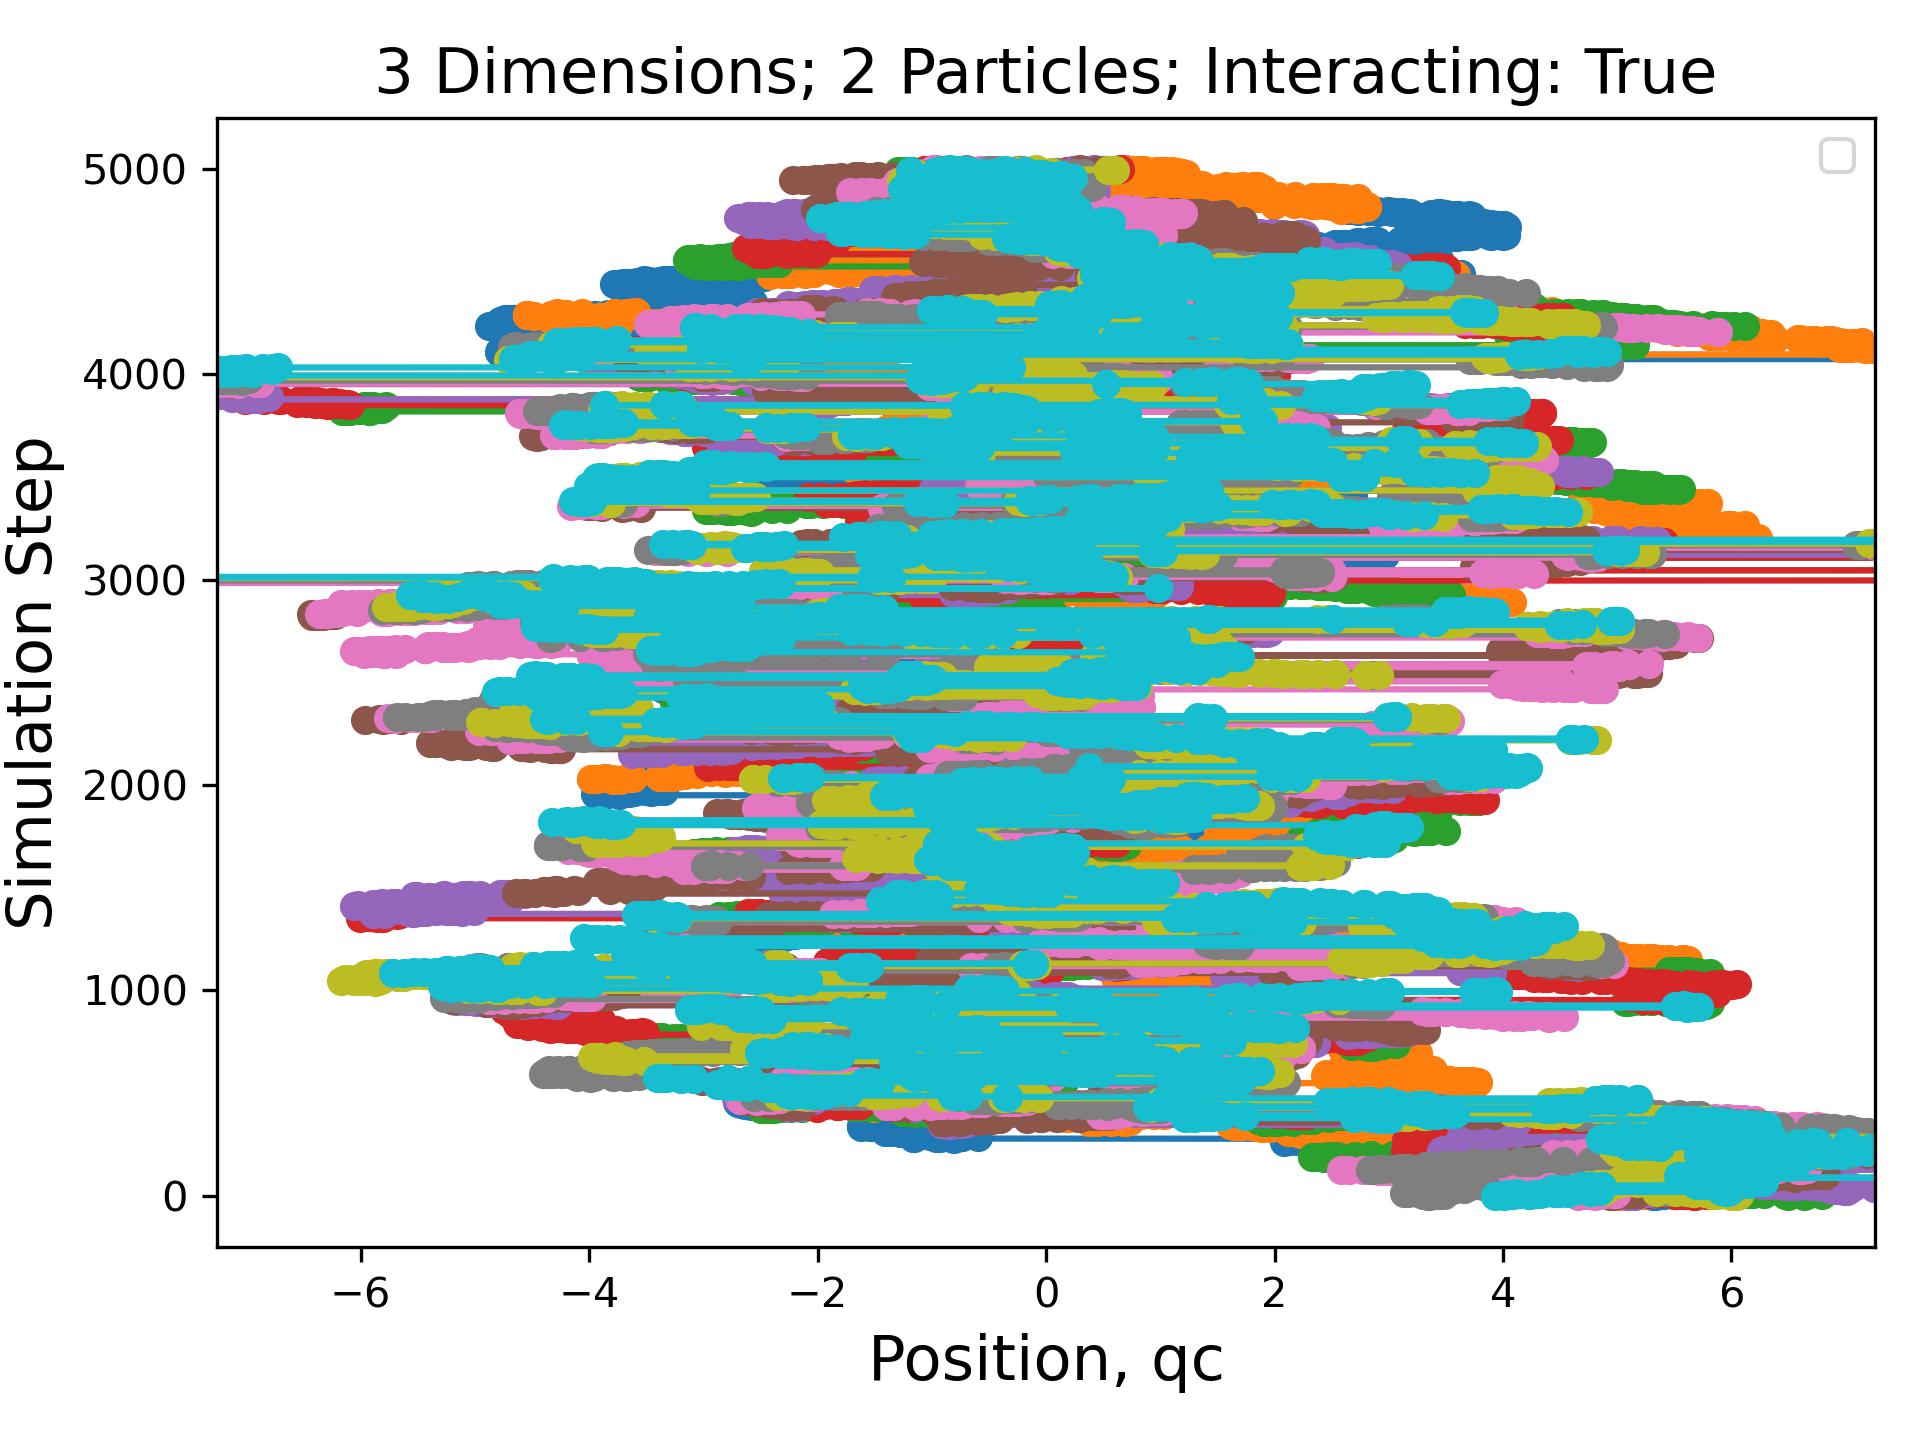 3 Dimensions; 2 Particles; Interacting: True
Simulation Step
5000
4000
3000
2000
1000
0
−6 −4 −2 0 2 4 6
Position, qc